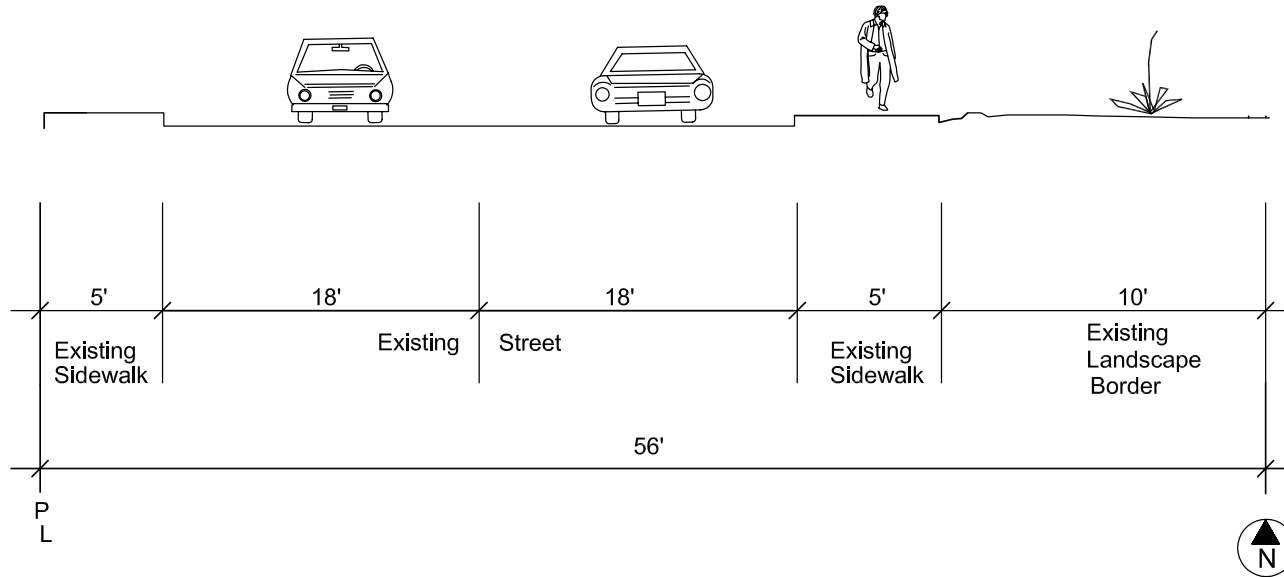 5'
18'
18'
5'
10'
Existing
Sidewalk
Existing
Street
Existing
Sidewalk
Existing
Landscape
Border
56'
P
L
N